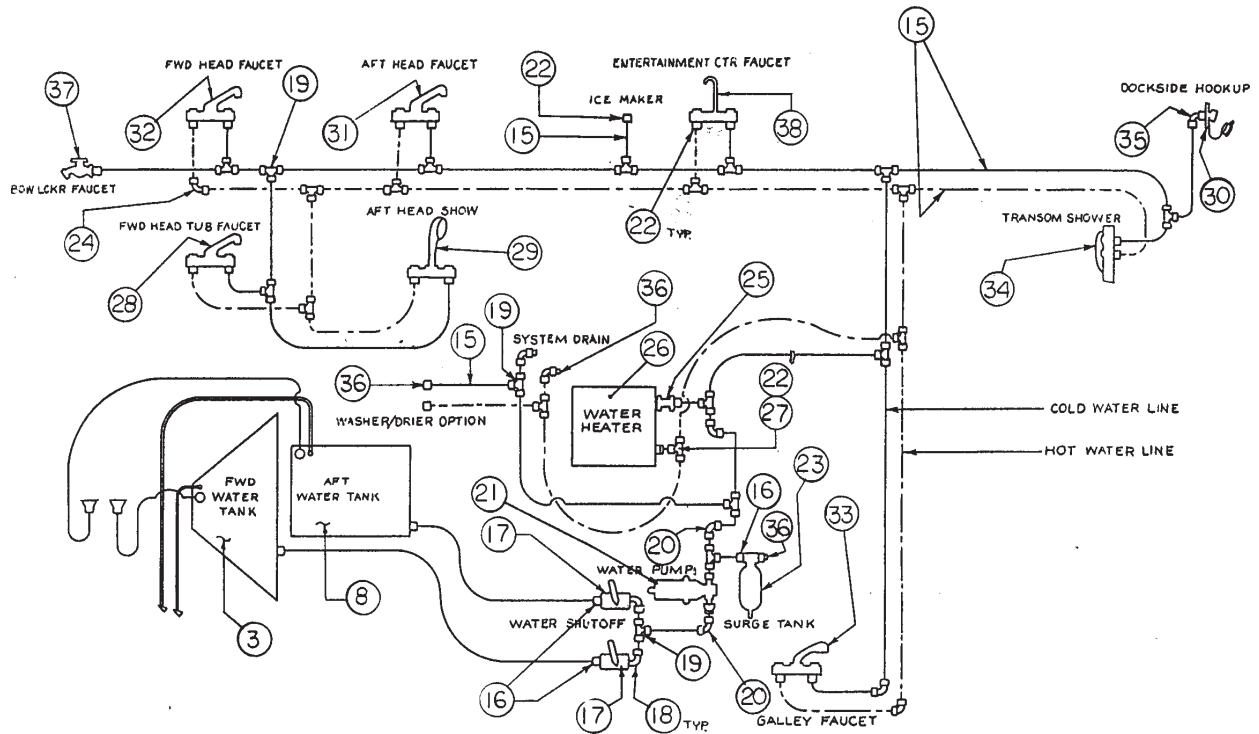 15
FWD HEAD FAUCET
19
AFT HEAD FAUCET
22
ENTERTAINMENT CTR FAUCET
37
ICE MAKER
DOCKSIDE HOOKUP
32
31
15
38
35
BOW LCKR FAUCET
30
24
FWD HEAD TUB FAUCET
AFT HEAD SHOW
22 TYP.
TRANSOM SHOWER
28
29
34
36
25
19
SYSTEM DRAIN
26
15
36
22
WASHER/DRIER OPTION
WATER HEATER
27
COLD WATER LINE
HOT WATER LINE
FWD WATER TANK
AFT WATER TANK
21
23
16
33
17
20
36
WATER PUMP
8
WATER SHUTOFF
SURGE TANK
3
19
16
17
18 TYP.
20
GALLEY FAUCET